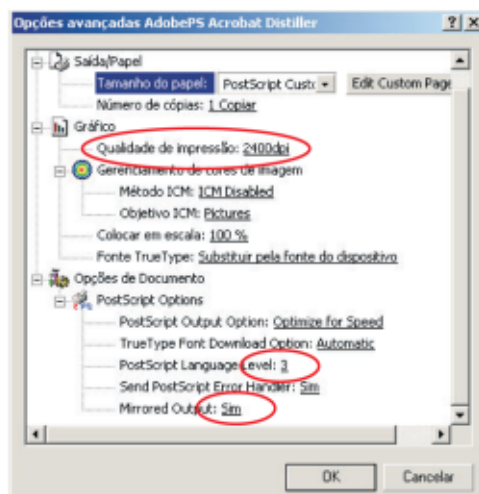 Opções avançadas AdobePS Acrobat Distiller
Saída/Papel
Tamanho do papel: PostScript Custo Edit Custom Page
Número de cópias: 1 Copiar
Gráfico
Qualidade de impressão: 2400dpi
Gerenciamento de cores de imagem
Método ICM: ICM Disabled
Objetivo ICM: Pictures
Colocar em escala: 100 %
Fonte TrueType: Substituir pela fonte do dispositivo
Opções de Documento
PostScript Options
PostScript Output Option: Optimize for Speed
TrueType Font Download Option: Automatic
PostScript Language Level: 3
Send PostScript Error Handler: Sim
Mirrored Output: Sim
OK Cancelar